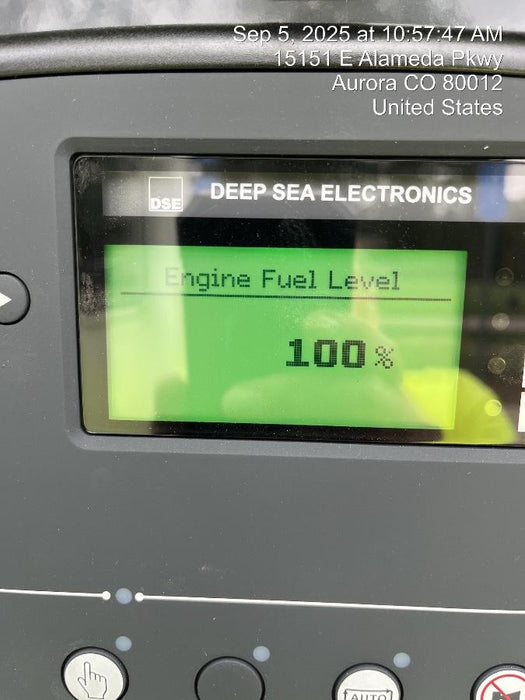 Sep 5, 2025 at 10:57:47 AM
15151 E Alameda Pkwy
Aurora CO 80012
United States
DSE DEEP SEA ELECTRONICS
Engine Fuel Level
100 %
AUTO